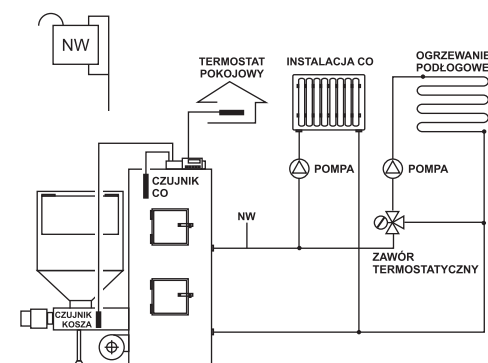 NW
TERMOSTAT
POKOJOWY
INSTALACJA CO
OGRZEWANIE
PODŁOGOWE
CZUJNIK
CO
POMPA
POMPA
NW
ZAWÓR
TERMOSTATYCZNY
CZUJNIK
KOSZA